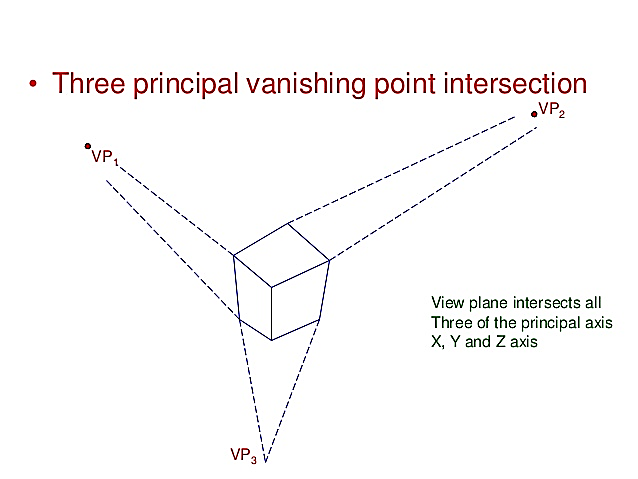 • Three principal vanishing point intersection
VP2
VP1
View plane intersects all
Three of the principal axis
X, Y and Z axis
VP3